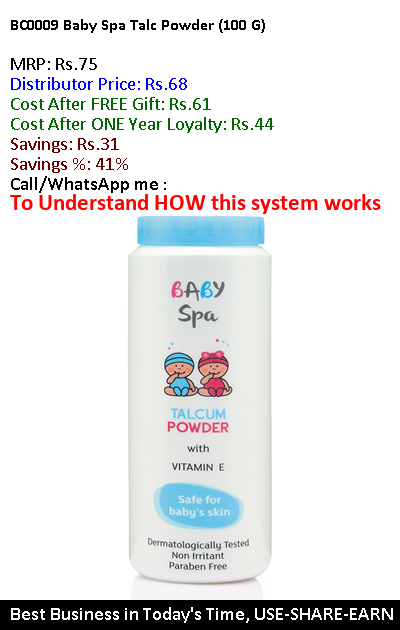 BC0009 Baby Spa Talc Powder (100 G)
MRP: Rs.75
Distributor Price: Rs.68
Cost After FREE Gift: Rs.61
Cost After ONE Year Loyalty: Rs.44
Savings: Rs.31
Savings %: 41%
Call/WhatsApp me :
To Understand HOW this system works
BABY
Spa
TALCUM
POWDER
with
VITAMIN E
Safe for
baby's skin
Dermatologically Tested
Non Irritant
Paraben Free
Best Business in Today's Time, USE-SHARE-EARN